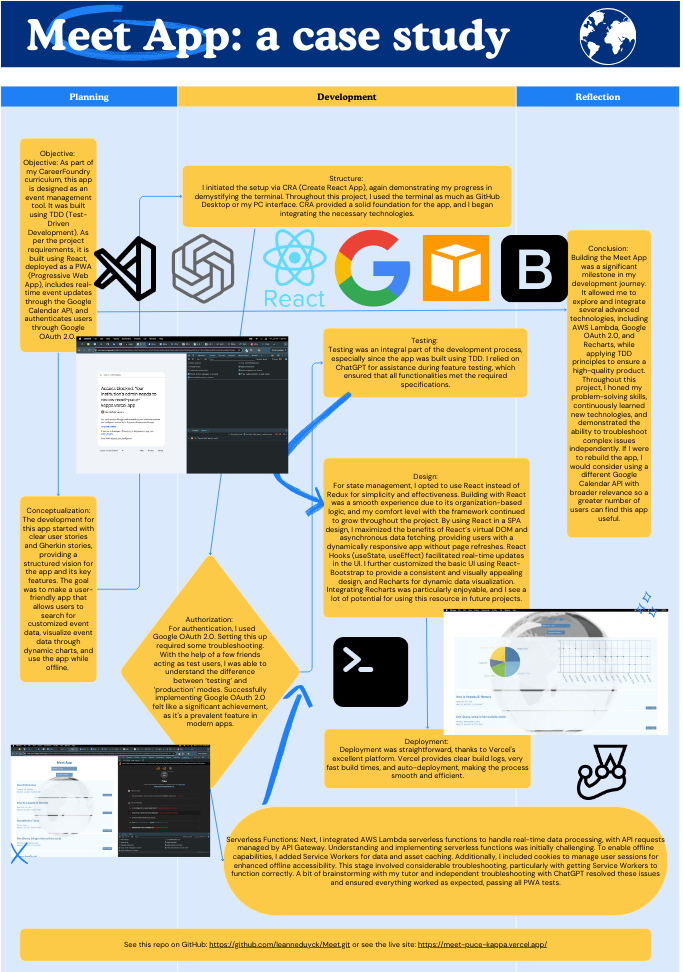 Meet App: a case study
Planning
Development
Reflection
Objective:
Objective: As part of
my CareerFoundry
curriculum, this app
is designed as an
event management
tool. It was built
using TDD (Test-
Driven
Development). As
per the project
requirements, it is
built using React,
deployed as a PWA
(Progressive Web
App), includes real-
time event updates
through the Google
Calendar API, and
authenticates users
through Google
OAuth 2.0.
Conceptualization:
The development for
this app started with
clear user stories
and Gherkin stories,
providing a
structured vision for
the app and its key
features. The goal
was to make a user-
friendly app that
allows users to
search for
customized event
data, visualize event
data through
dynamic charts, and
use the app while
offline.
Structure:
I initiated the setup via CRA (Create React App), again demonstrating my progress in
demystifying the terminal. Throughout this project, I used the terminal as much as GitHub
Desktop or my PC interface. CRA provided a solid foundation for the app, and I began
integrating the necessary technologies.
React
B
Access blocked: Your
institution's admin needs to
review meet-puce-
kappa.vercel.app
Testing:
Testing was an integral part of the development process,
especially since the app was built using TDD. I relied on
ChatGPT for assistance during feature testing, which
ensured that all functionalities met the required
specifications.
Design:
For state management, I opted to use React instead of
Redux for simplicity and effectiveness. Building with React
was a smooth experience due to its organization-based
logic, and my comfort level with the framework continued
to grow throughout the project. By using React in a SPA
design, I maximized the benefits of React's virtual DOM and
asynchronous data fetching, providing users with a
dynamically responsive app without page refreshes. React
Hooks (useState, useEffect) facilitated real-time updates
in the UI. I further customized the basic UI using React-
Bootstrap to provide a consistent and visually appealing
design, and Recharts for dynamic data visualization.
Integrating Recharts was particularly enjoyable, and I see a
lot of potential for using this resource in future projects.
Authorization:
For authentication, I used
Google OAuth 2.0. Setting this up
required some troubleshooting.
With the help of a few friends
acting as test users, I was able to
understand the difference
between 'testing' and
'production' modes. Successfully
implementing Google OAuth 2.0
felt like a significant achievement,
as it's a prevalent feature in
modern apps.
Meet App
Deployment:
Deployment was straightforward, thanks to Vercel's
excellent platform. Vercel provides clear build logs, very
fast build times, and auto-deployment, making the process
smooth and efficient.
Serverless Functions: Next, I integrated AWS Lambda serverless functions to handle real-time data processing, with API requests
managed by API Gateway. Understanding and implementing serverless functions was initially challenging. To enable offline
capabilities, I added Service Workers for data and asset caching. Additionally, I included cookies to manage user sessions for
enhanced offline accessibility. This stage involved considerable troubleshooting, particularly with getting Service Workers to
function correctly. A bit of brainstorming with my tutor and independent troubleshooting with ChatGPT resolved these issues
and ensured everything worked as expected, passing all PWA tests.
Conclusion:
Building the Meet App
was a significant
milestone in my
development journey.
It allowed me to
explore and integrate
several advanced
technologies, including
AWS Lambda, Google
OAuth 2.0, and
Recharts, while
applying TDD
principles to ensure a
high-quality product.
Throughout this
project, I honed my
problem-solving skills,
continuously learned
new technologies, and
demonstrated the
ability to troubleshoot
complex issues
independently. If I were
to rebuild the app, I
would consider using a
different Google
Calendar API with
broader relevance so a
greater number of
users can find this app
useful.
See this repo on GitHub: https://github.com/leanneduyck/Meet.git or see the live site: https://meet-puce-kappa.vercel.app/